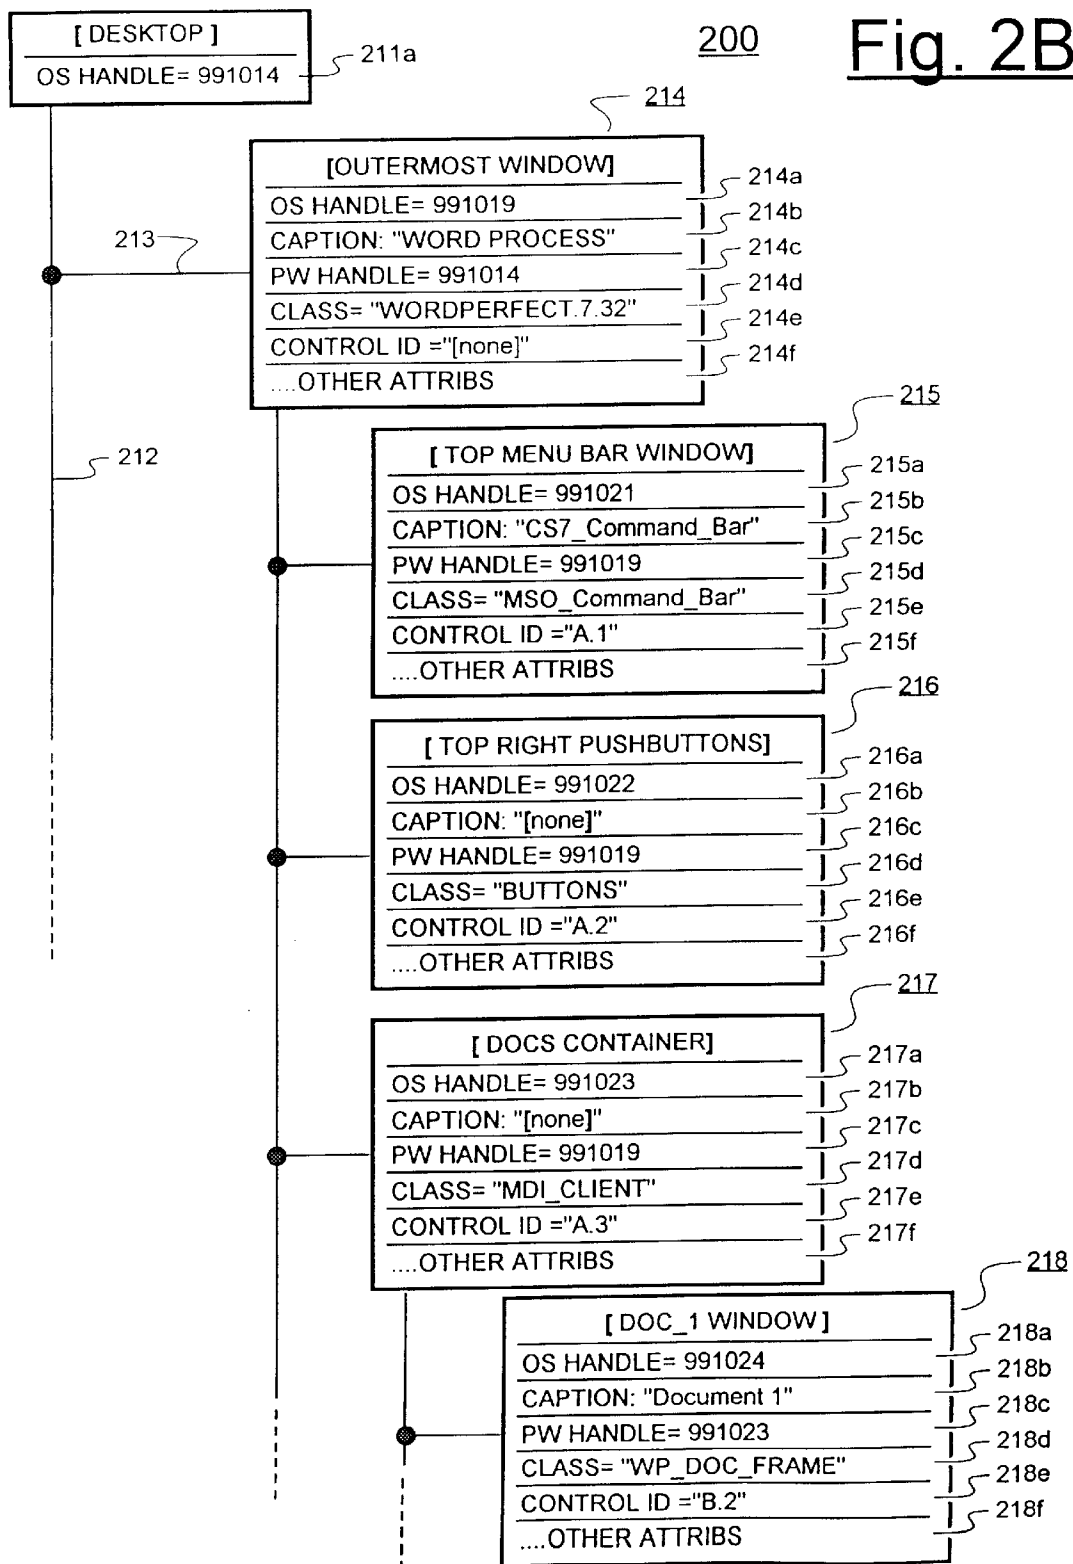 [ DESKTOP ]
OS HANDLE= 991014
211a
200
Fig. 2B
214
[OUTERMOST WINDOW]
OS HANDLE= 991019
214a
CAPTION: "WORD PROCESS"
214b
PW HANDLE= 991014
214c
CLASS= "WORDPERFECT.7.32"
214d
CONTROL ID ="[none]"
214e
....OTHER ATTRIBS
214f
213
212
215
[ TOP MENU BAR WINDOW]
OS HANDLE= 991021
215a
CAPTION: "CS7_Command_Bar"
215b
PW HANDLE= 991019
215c
CLASS= "MSO_Command_Bar"
215d
CONTROL ID ="A.1"
215e
....OTHER ATTRIBS
215f
216
[ TOP RIGHT PUSHBUTTONS]
OS HANDLE= 991022
216a
CAPTION: "[none]"
216b
PW HANDLE= 991019
216c
CLASS= "BUTTONS"
216d
CONTROL ID ="A.2"
216e
....OTHER ATTRIBS
216f
217
[ DOCS CONTAINER]
OS HANDLE= 991023
217a
CAPTION: "[none]"
217b
PW HANDLE= 991019
217c
CLASS= "MDI_CLIENT"
217d
CONTROL ID ="A.3"
217e
....OTHER ATTRIBS
217f
218
[ DOC_1 WINDOW ]
OS HANDLE= 991024
218a
CAPTION: "Document 1"
218b
PW HANDLE= 991023
218c
CLASS= "WP_DOC_FRAME"
218d
CONTROL ID ="B.2"
218e
....OTHER ATTRIBS
218f